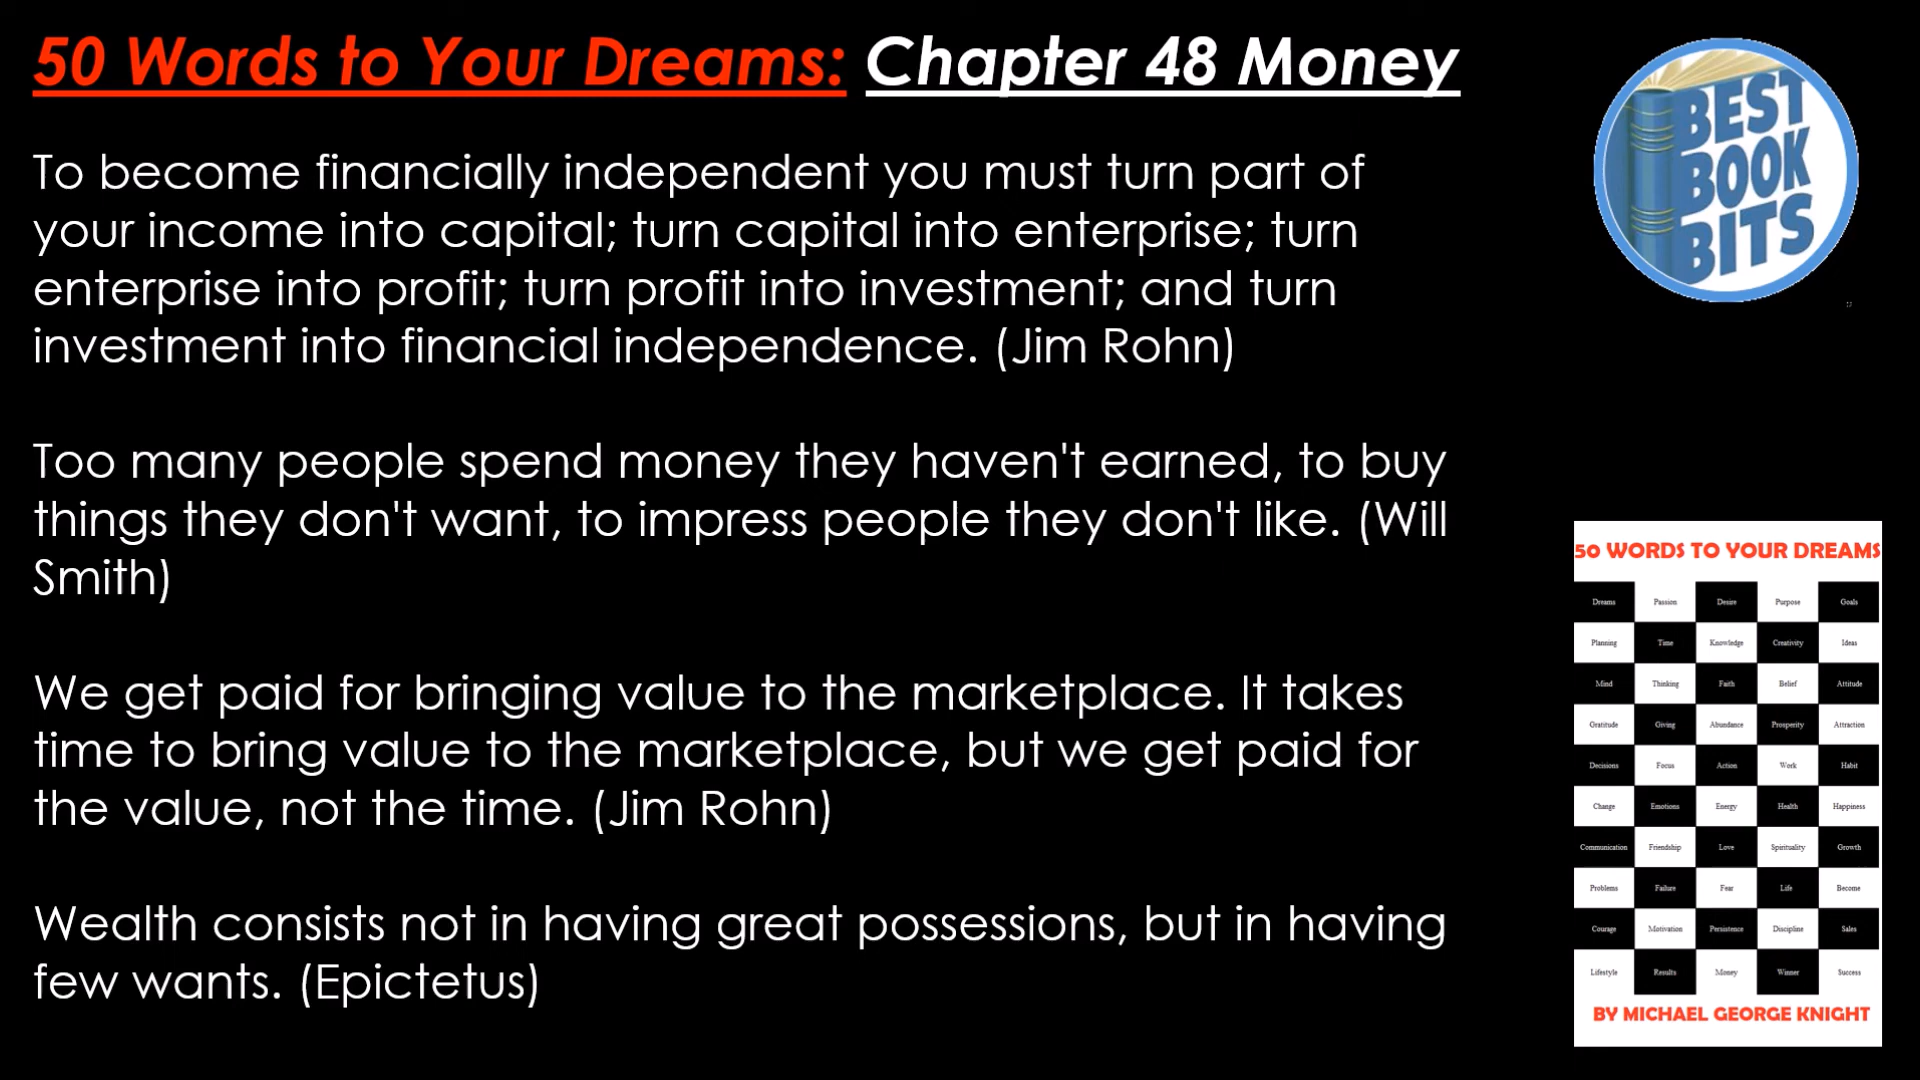 50 Words to Your Dreams: Chapter 48 Money
To become financially independent you must turn part of
your income into capital; turn capital into enterprise; turn
enterprise into profit; turn profit into investment; and turn
investment into financial independence. (Jim Rohn)
Too many people spend money they haven't earned, to buy
things they don't want, to impress people they don't like. (Will
Smith)
We get paid for bringing value to the marketplace. It takes
time to bring value to the marketplace, but we get paid for
the value, not the time. (Jim Rohn)
Wealth consists not in having great possessions, but in having
few wants. (Epictetus)
BEST
BOOK
BITS
50 WORDS TO YOUR DREAMS
Dreams Passion Desire Purpose Goals
Planning Time Knowledge Creativity Ideas
Mind Thinking Faith Belief Attitude
Gratitude Giving Abundance Prosperity Attraction
Decisions Focus Action Work Habit
Change Emotions Energy Health Happiness
Communication Friendship Love Spirituality Growth
Problems Failure Fear Life Become
Courage Motivation Persistence Discipline Sales
Lifestyle Results Money Winner Success
BY MICHAEL GEORGE KNIGHT